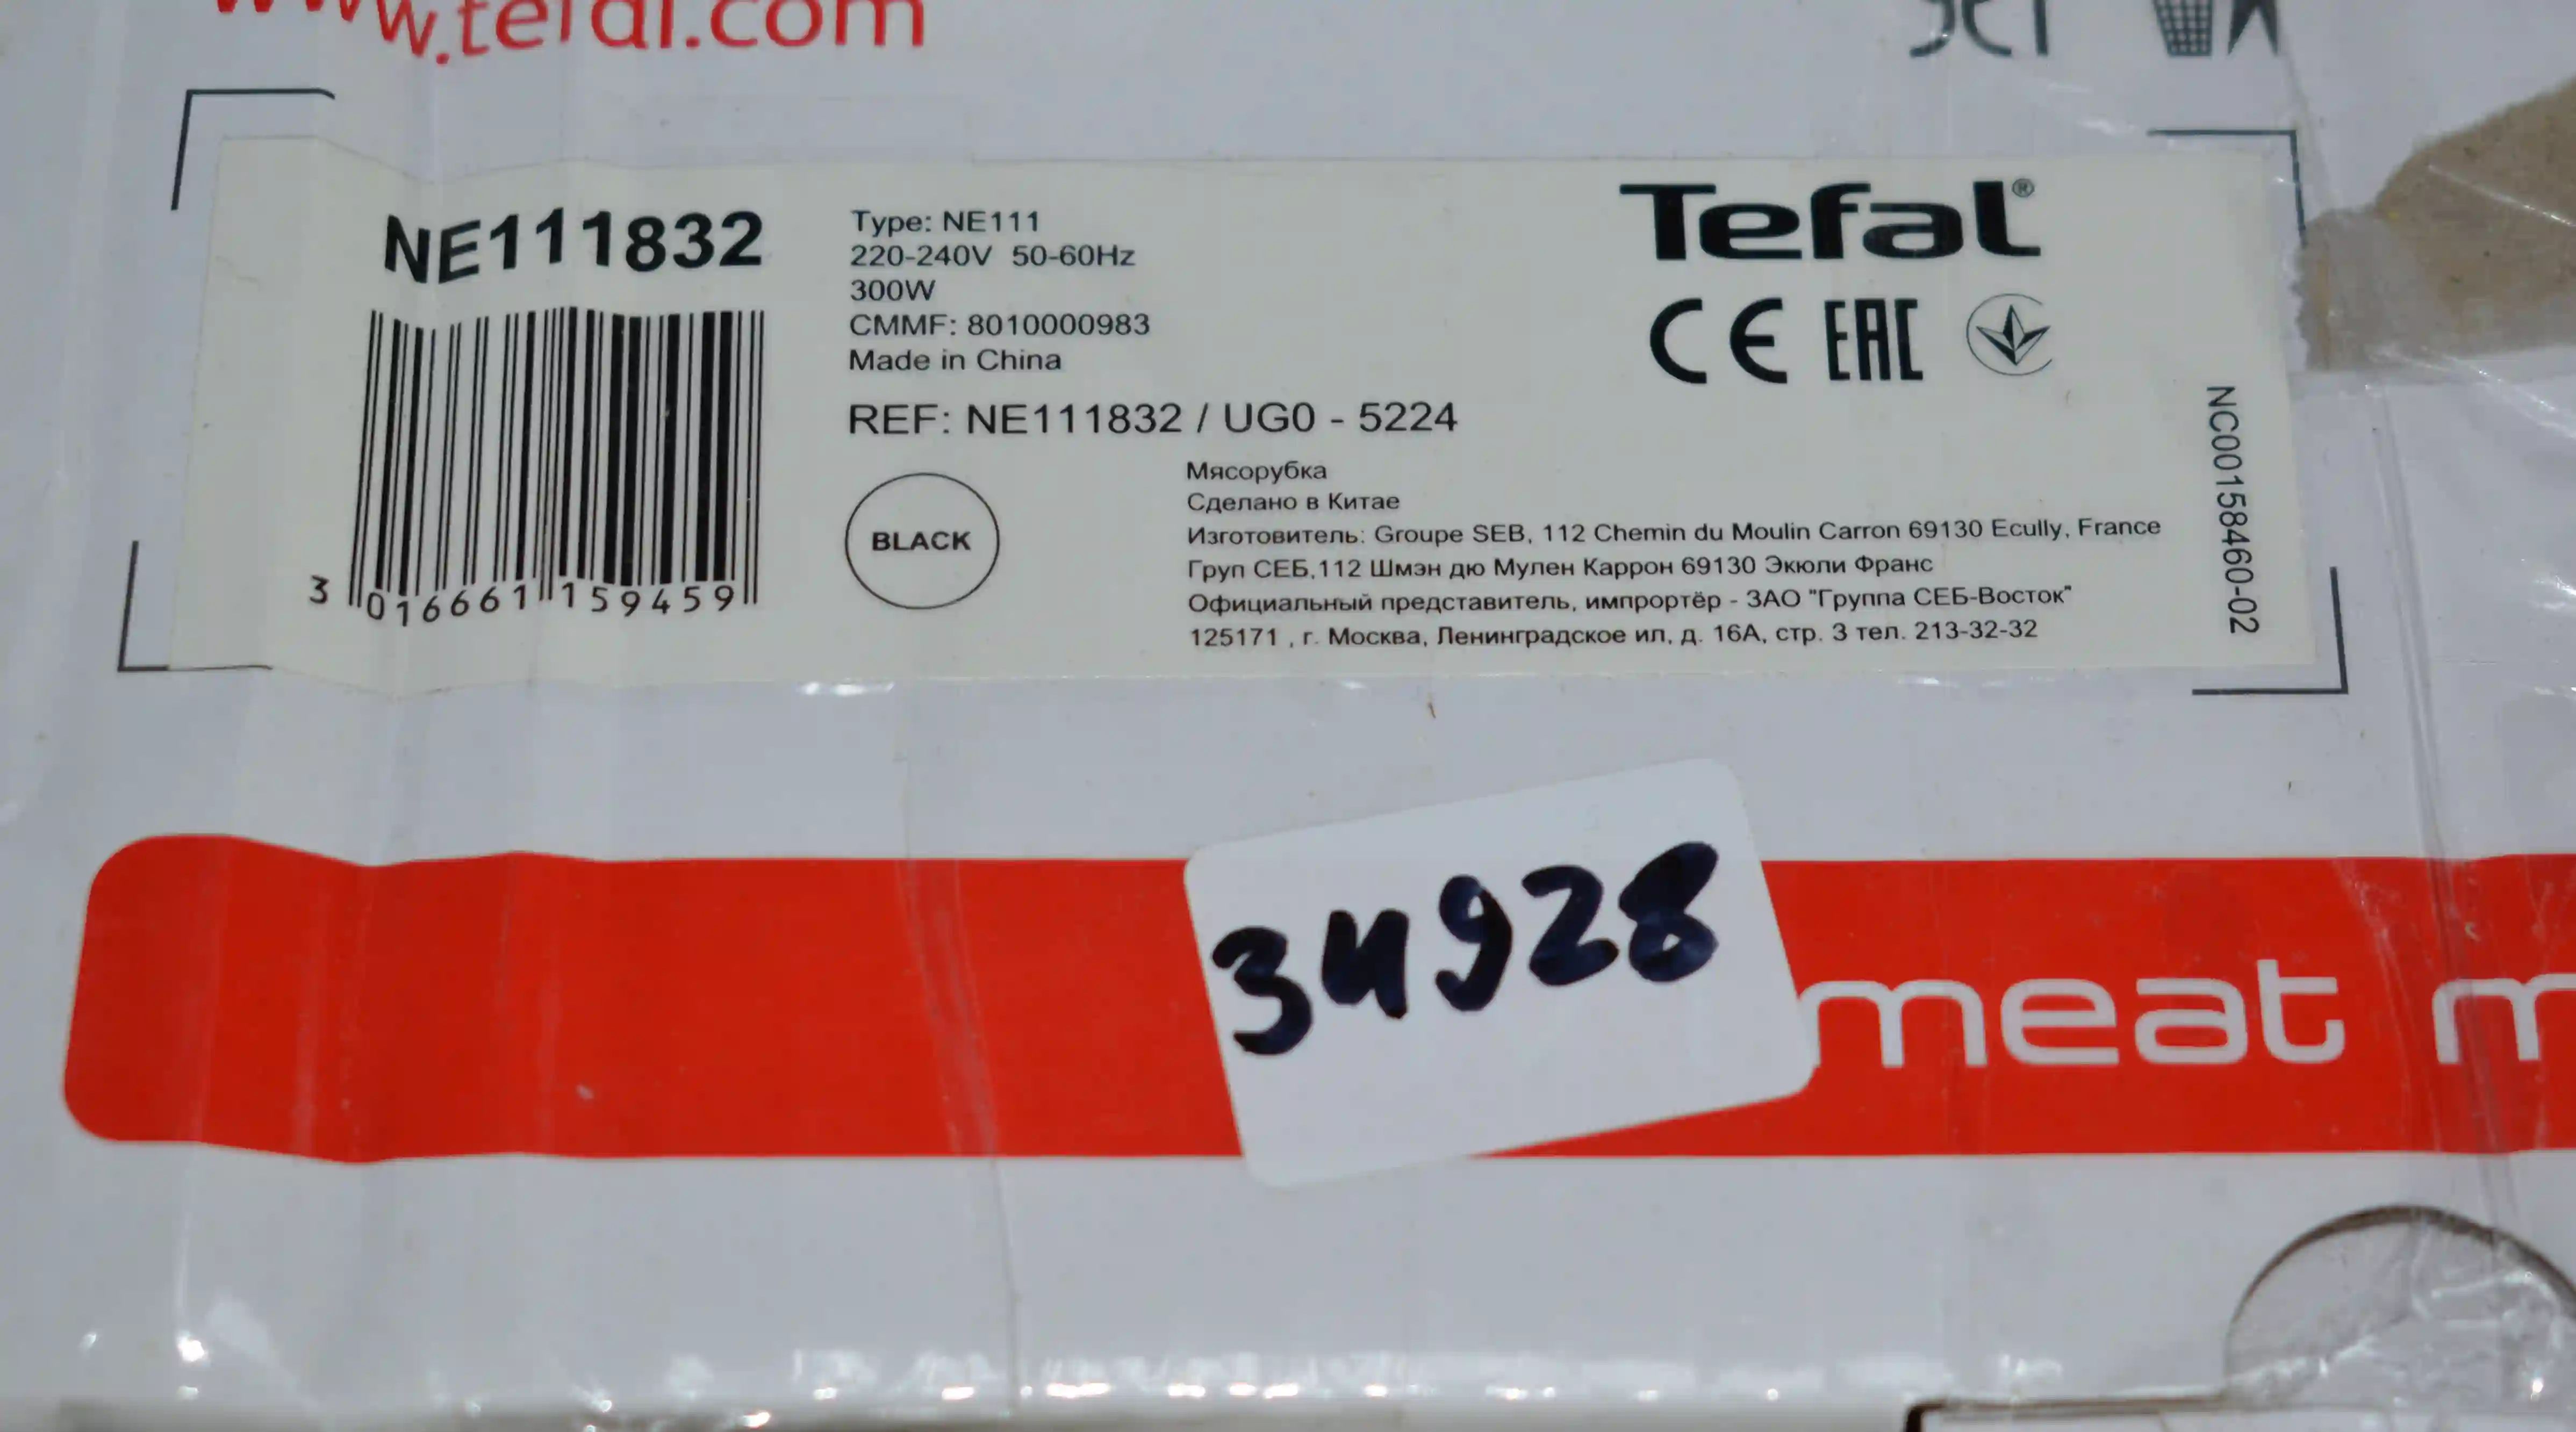 www.tefal.com
NE111832
3 016661 159459
Type: NE111
220-240V 50-60Hz
300W
CMMF: 8010000983
Made in China
REF: NE111832 / UG0 - 5224
BLACK
Tefal®
CE EAC
Мясорубка
Сделано в Китае
Изготовитель: Groupe SEB, 112 Chemin du Moulin Carron 69130 Ecully, France
Груп СЕБ,112 Шмэн дю Мулен Каррон 69130 Экюли Франс
Официальный представитель, импрортёр - ЗАО "Группа СЕБ-Восток"
125171 , г. Москва, Ленинградское ил, д. 16А, стр. 3 тел. 213-32-32
NC00158460-02
34928
meat